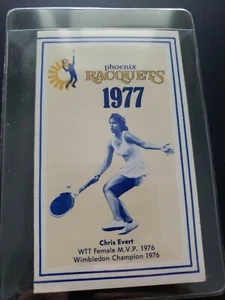 phoenix
RACQUETS
1977
Chris Evert
WTT Female M.V.P. 1976
Wimbledon Champion 1976